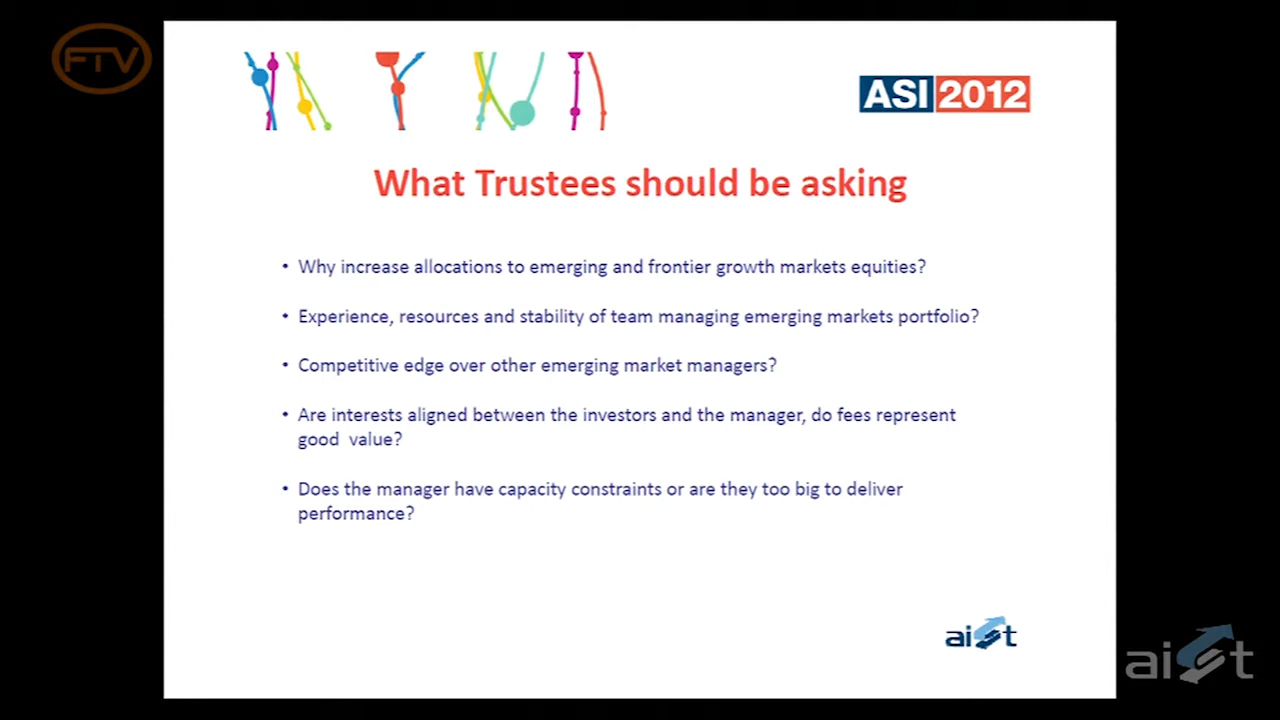 FTV
ASI 2012
What Trustees should be asking
• Why increase allocations to emerging and frontier growth markets equities?
• Experience, resources and stability of team managing emerging markets portfolio?
• Competitive edge over other emerging market managers?
• Are interests aligned between the investors and the manager, do fees represent
good value?
• Does the manager have capacity constraints or are they too big to deliver
performance?
aist
aist